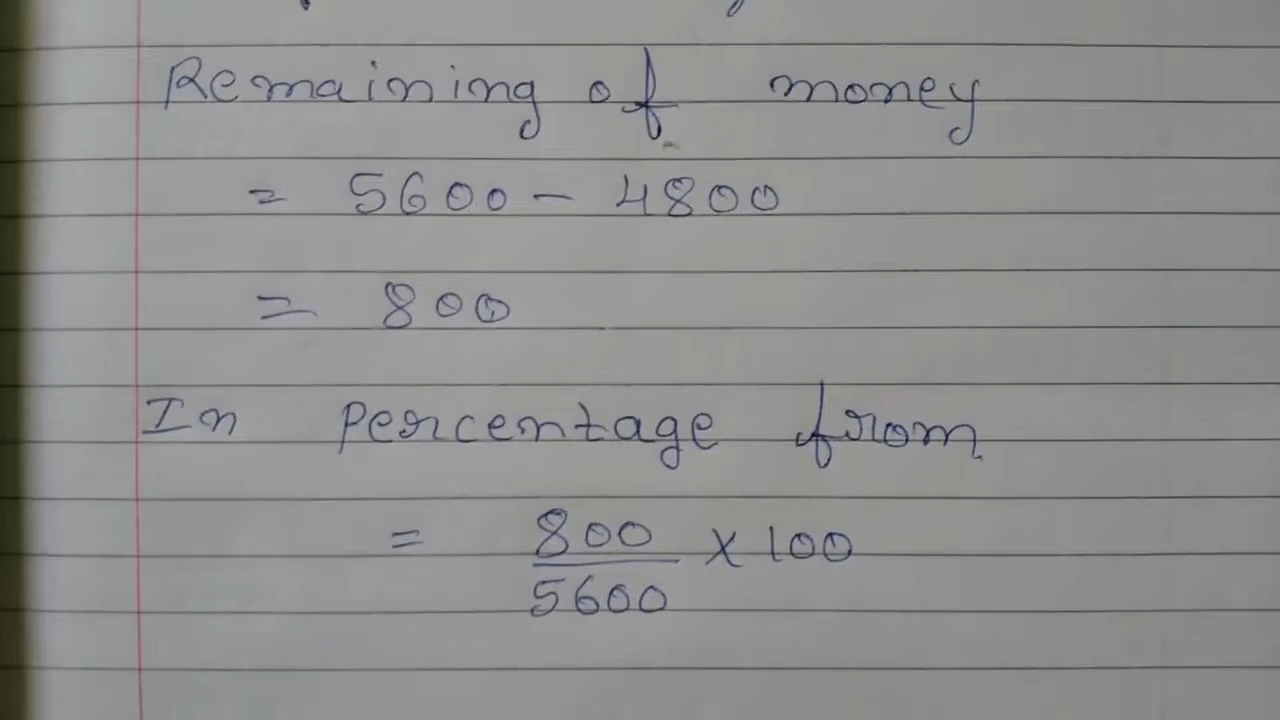 Remaining of money
= 5600 - 4800
= 800
In percentage from
= 800/5600 × 100